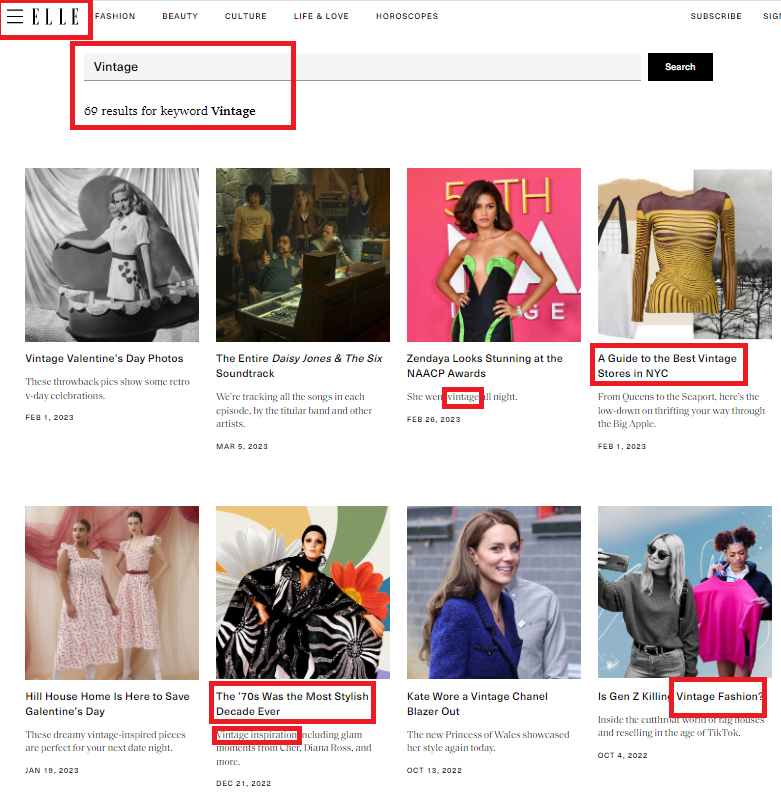 ELLE FASHION BEAUTY CULTURE LIFE & LOVE HOROSCOPES SUBSCRIBE
Vintage Search
69 results for keyword Vintage
54TH
NAA
IMAGE
Vintage Valentine's Day Photos
These throwback pics show some retro
v-day celebrations.
FEB 1, 2023
The Entire Daisy Jones & The Six
Soundtrack
We're tracking all the songs in each
episode, by the titular band and other
artists.
MAR 5, 2023
Zendaya Looks Stunning at the
NAACP Awards
She went vintage all night.
FEB 26, 2023
A Guide to the Best Vintage
Stores in NYC
From Queens to the Seaport, here's the
low-down on thrifting your way through
the Big Apple.
FEB 1, 2023
Hill House Home Is Here to Save
Galentine's Day
These dreamy vintage-inspired pieces
are perfect for your next date night.
JAN 19, 2023
The '70s Was the Most Stylish
Decade Ever
Vintage inspiration including glam
moments from Cher, Diana Ross, and
more.
DEC 21, 2022
Kate Wore a Vintage Chanel
Blazer Out
The new Princess of Wales showcased
her style again today.
OCT 13, 2022
Is Gen Z Killing Vintage Fashion?
Inside the cutthroat world of tag houses
and reselling in the age of TikTok.
OCT 4, 2022